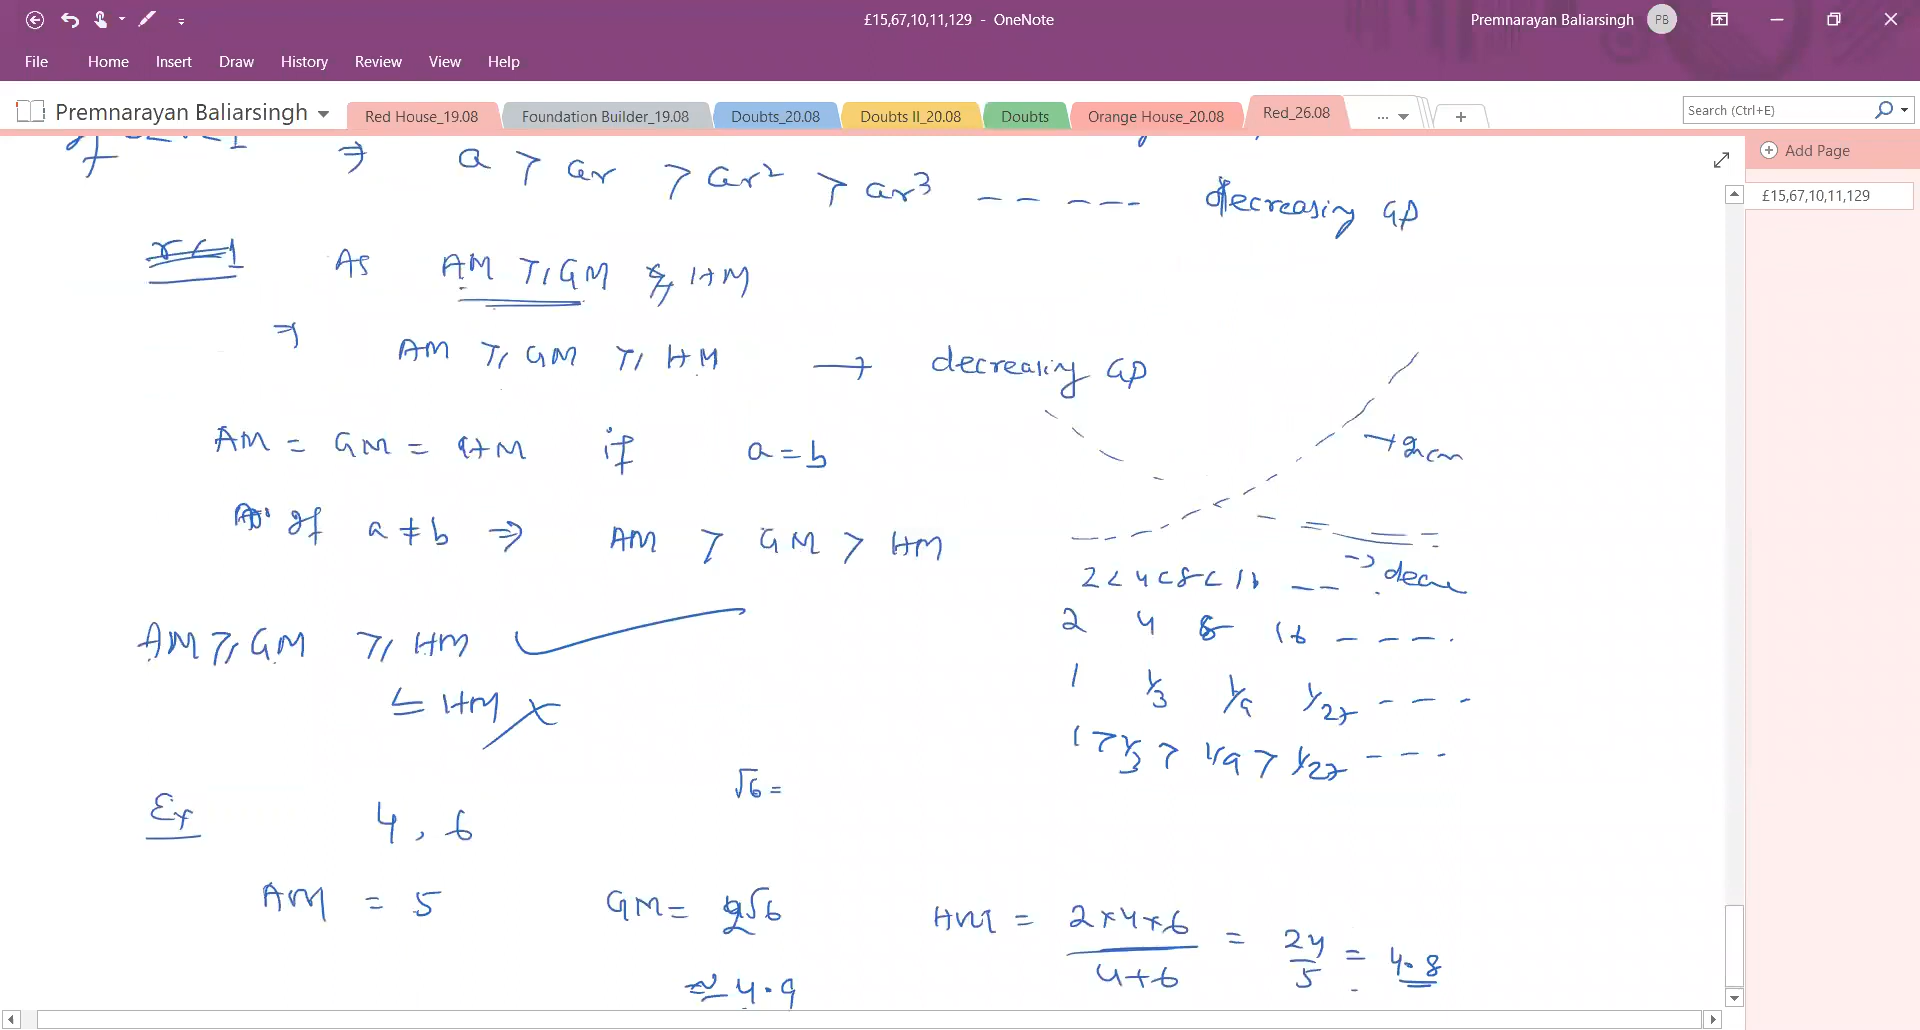 £15,67,10,11,129 - OneNote
Premnarayan Baliarsingh PB
File Home Insert Draw History Review View Help
Premnarayan Baliarsingh
Red House_19.08 Foundation Builder_19.08 Doubts_20.08 Doubts II_20.08 Doubts Orange House_20.08 Red_26.08 ...
Search (Ctrl+E)
Add Page
£15,67,10,11,129
⇒ a > ar > ar² > ar³ ----- decreasing GP
r<1 As AM ≥ GM ≥ HM
⇒ AM ≥ GM ≥ HM → decreasing GP
AM = GM = HM if a = b
If a ≠ b ⇒ AM > GM > HM
AM ≥ GM ≥ HM ✓
≤ HM ✗
2 < 4 < 8 < 16 --
2 4 8 16 ----
1 1/3 1/9 1/27 ----
1 > 1/3 > 1/9 > 1/27 ---
√6 =
Ex 4, 6
AM = 5 GM = 2√6 HM = 2×4×6 / 4+6 = 24/5 = 4.8
≈ 4.9